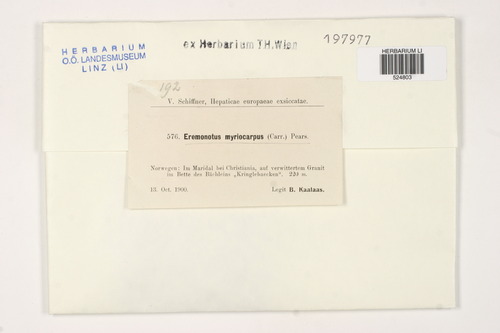 HERBARIUM
O.Ö. LANDESMUSEUM
LINZ (LI)
ex Herbarium T.H.Wien
197977
HERBARIUM LI
524803
192
V. Schiffner, Hepaticae europaeae exsiccatae.
576. Eremonotus myriocarpus (Carr.) Pears.
Norwegen: Im Maridal bei Christiania, auf verwittertem Granit
im Bette des Bächleins „Kringlebaecken“. 220 m.
18. Oct. 1900.
Legit B. Kaalaas.